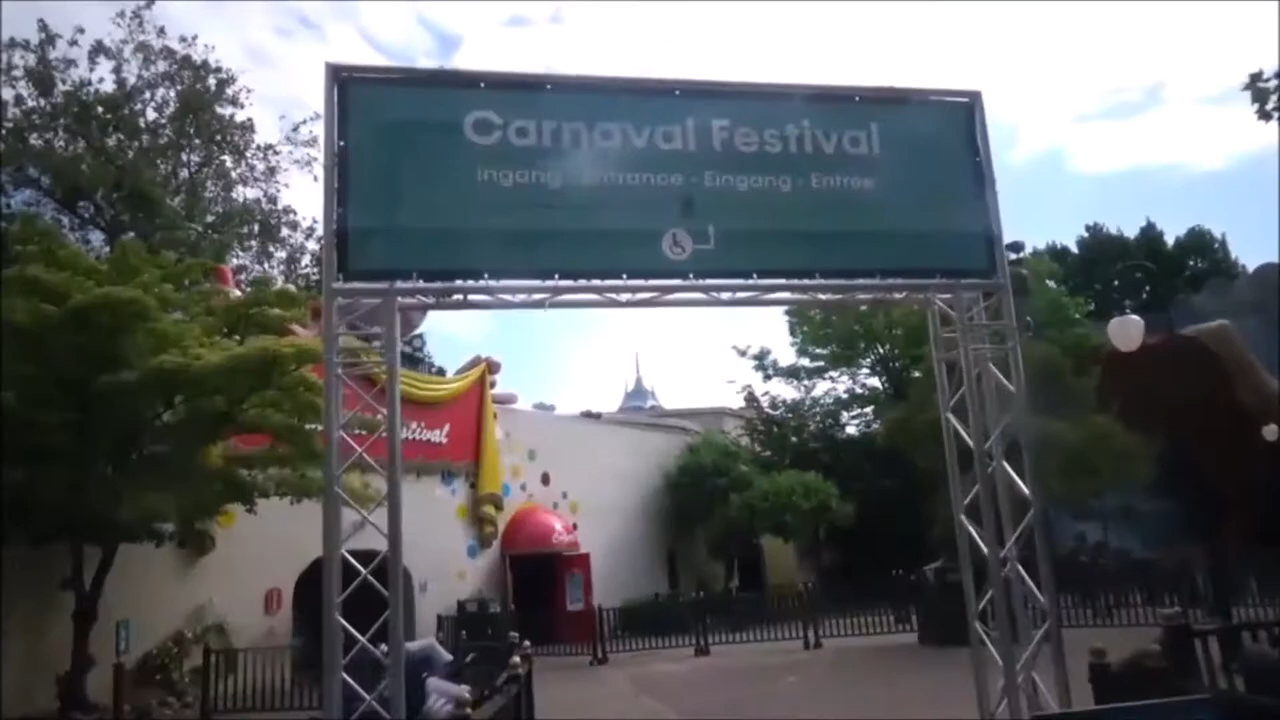 Carnaval Festival
ingang - Entrance - Eingang - Entree
Festival